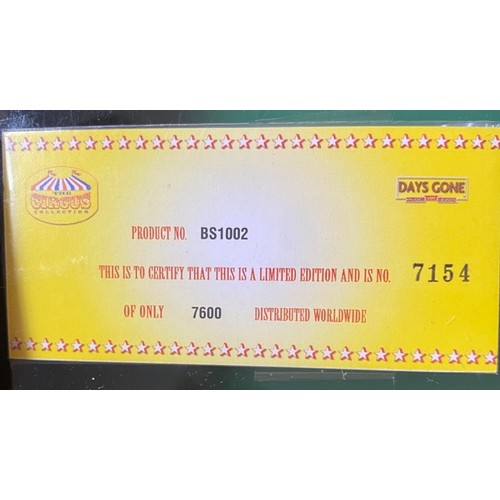 THE
CIRCUS
COLLECTION
DAYS GONE
PRODUCT NO. BS1002
THIS IS TO CERTIFY THAT THIS IS A LIMITED EDITION AND IS NO. 7154
OF ONLY 7600 DISTRIBUTED WORLDWIDE